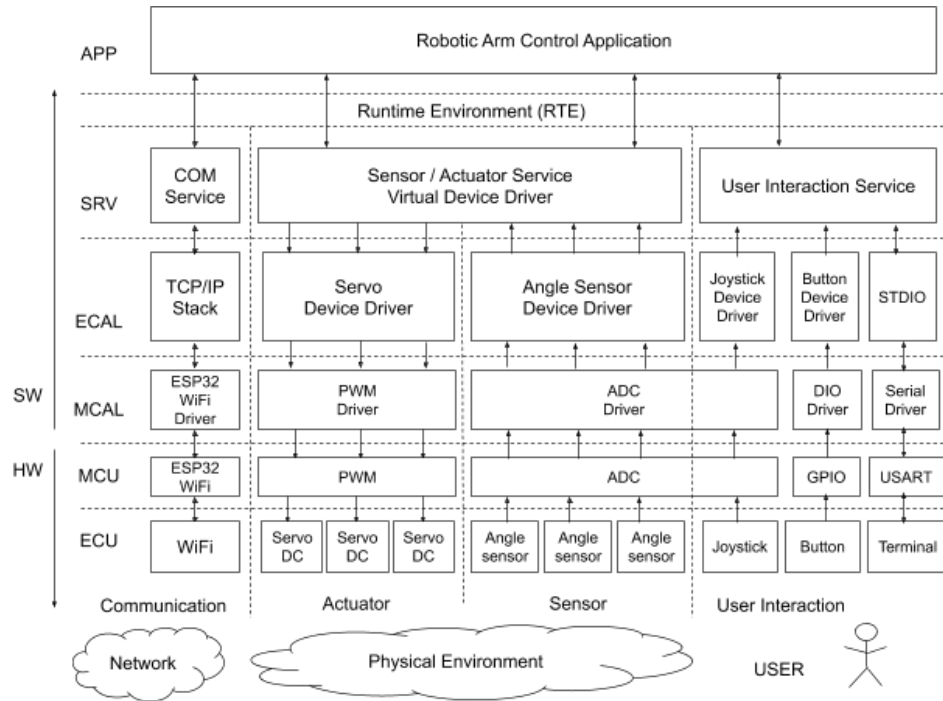 Robotic Arm Control Application
APP
Runtime Environment (RTE)
COM
Service
Sensor / Actuator Service
Virtual Device Driver
User Interaction Service
SRV
TCP/IP
Stack
Servo
Device Driver
Angle Sensor
Device Driver
Joystick
Device
Driver
Button
Device
Driver
STDIO
ECAL
SW
ESP32
WiFi
Driver
PWM
Driver
ADC
Driver
DIO
Driver
Serial
Driver
MCAL
HW
MCU
ESP32
WiFi
PWM
ADC
GPIO
USART
ECU
WiFi
Servo
DC
Servo
DC
Servo
DC
Angle
sensor
Angle
sensor
Angle
sensor
Joystick
Button
Terminal
Communication
Actuator
Sensor
User Interaction
Network
Physical Environment
USER